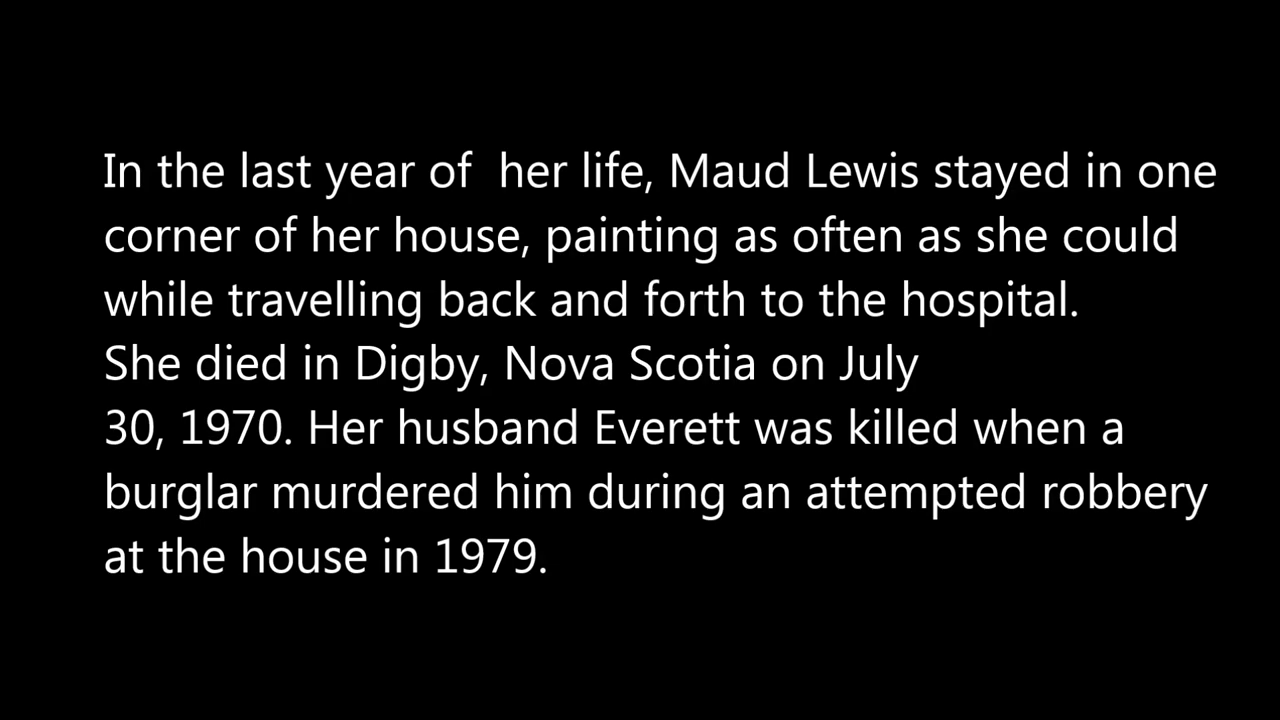 In the last year of  her life, Maud Lewis stayed in one
corner of her house, painting as often as she could
while travelling back and forth to the hospital.
She died in Digby, Nova Scotia on July
30, 1970. Her husband Everett was killed when a
burglar murdered him during an attempted robbery
at the house in 1979.